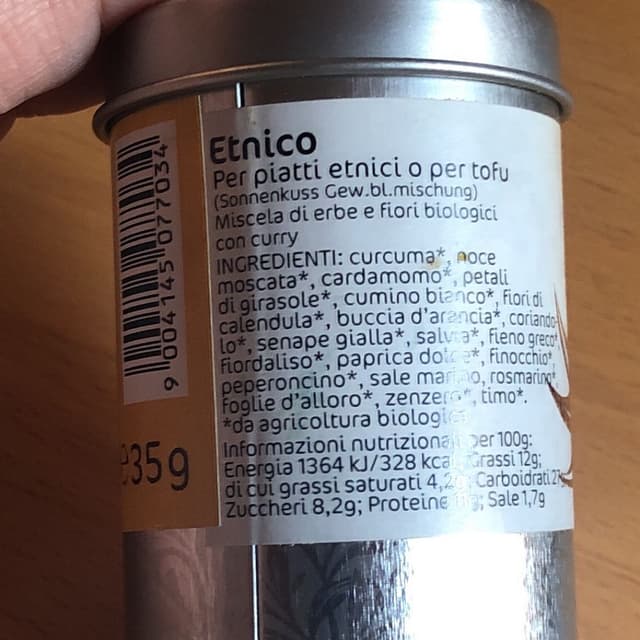 Etnico
Per piatti etnici o per tofu
(Sonnenkuss Gew.bl.mischung)
Miscela di erbe e fiori biologici
con curry
INGREDIENTI: curcuma*, noce
moscata*, cardamomo*, petali
di girasole*, cumino bianco*, fiori di
calendula*, buccia d'arancia*, coriando-
lo*, senape gialla*, salvia*, fieno greco*,
fiordaliso*, paprica dolce*, finocchio*,
peperoncino*, sale marino, rosmarino*,
foglie d'alloro*, zenzero*, timo*.
*da agricoltura biologica
Informazioni nutrizionali per 100g:
Energia 1364 kJ/328 kcal; Grassi 12g;
di cui grassi saturati 4,2g; Carboidrati
Zuccheri 8,2g; Proteine 11g; Sale 1,7g
9 004145 077034
e35g